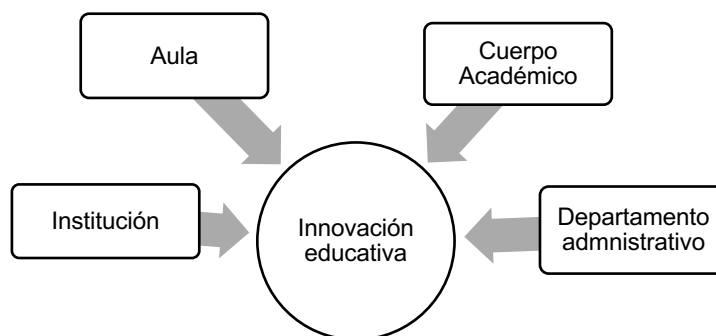 Aula
Cuerpo
Académico
Institución
Innovación
educativa
Departamento
admnistrativo